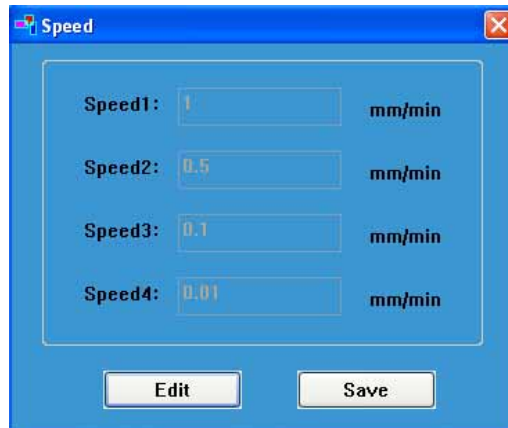 Speed
Speed1: 1 mm/min
Speed2: 0.5 mm/min
Speed3: 0.1 mm/min
Speed4: 0.01 mm/min
Edit Save